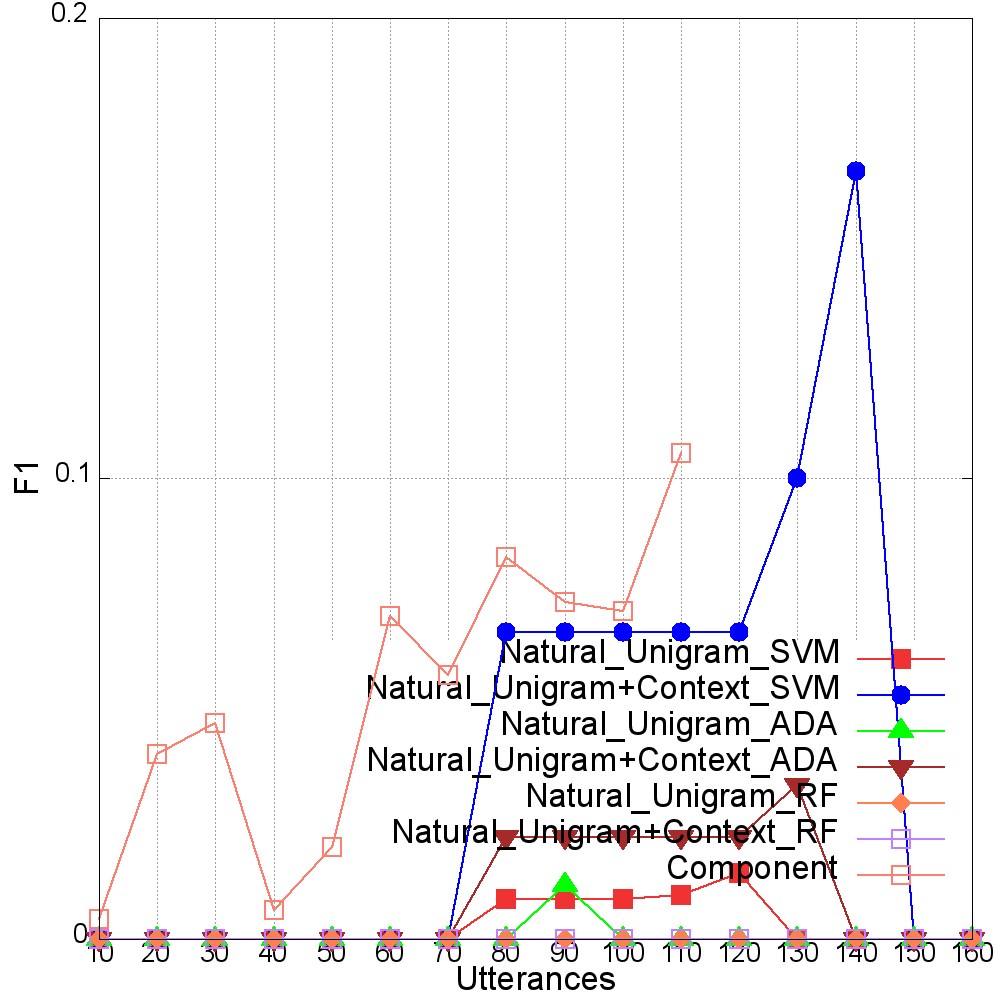 0.2
F1
0.1
Natural_Unigram_SVM
Natural_Unigram+Context_SVM
Natural_Unigram_ADA
Natural_Unigram+Context_ADA
Natural_Unigram_RF
Natural_Unigram+Context_RF
Component
0
10 20 30 40 50 60 70 80 90 100 110 120 130 140 150 160
Utterances